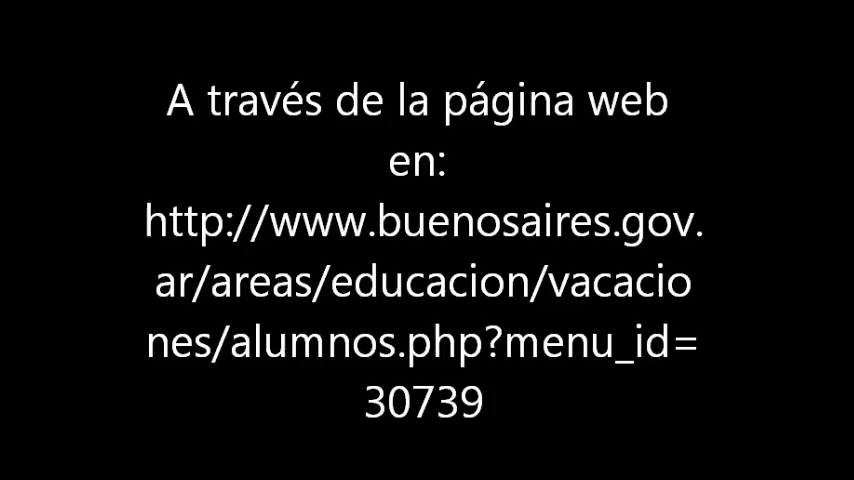 A través de la página web
en:
http://www.buenosaires.gov.
ar/areas/educacion/vacacio
nes/alumnos.php?menu_id=
30739